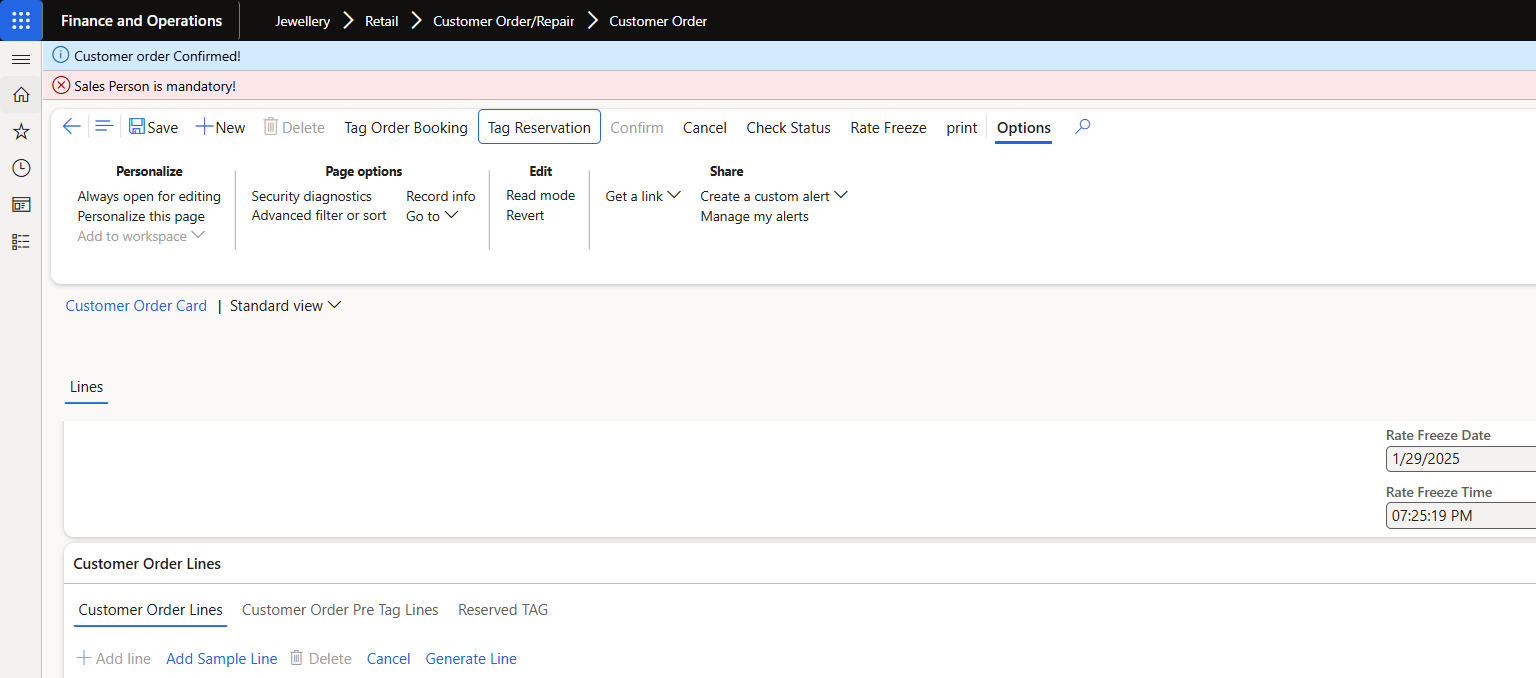 Finance and Operations Jewellery Retail Customer Order/Repair Customer Order
Customer order Confirmed!
Sales Person is mandatory!
Save New Delete Tag Order Booking Tag Reservation Confirm Cancel Check Status Rate Freeze print Options
Personalize Page options Edit Share
Always open for editing Security diagnostics Record info Read mode Get a link Create a custom alert
Personalize this page Advanced filter or sort Go to Revert Manage my alerts
Add to workspace
Customer Order Card | Standard view
Lines
Rate Freeze Date
1/29/2025
Rate Freeze Time
07:25:19 PM
Customer Order Lines
Customer Order Lines Customer Order Pre Tag Lines Reserved TAG
Add line Add Sample Line Delete Cancel Generate Line